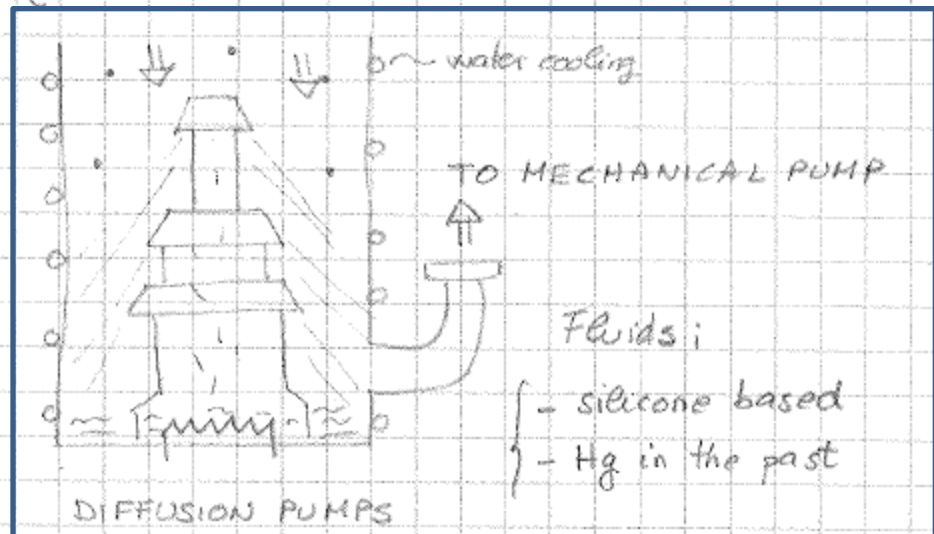 water cooling
TO MECHANICAL PUMP
Fluids:
- silicone based
- Hg in the past
DIFFUSION PUMPS